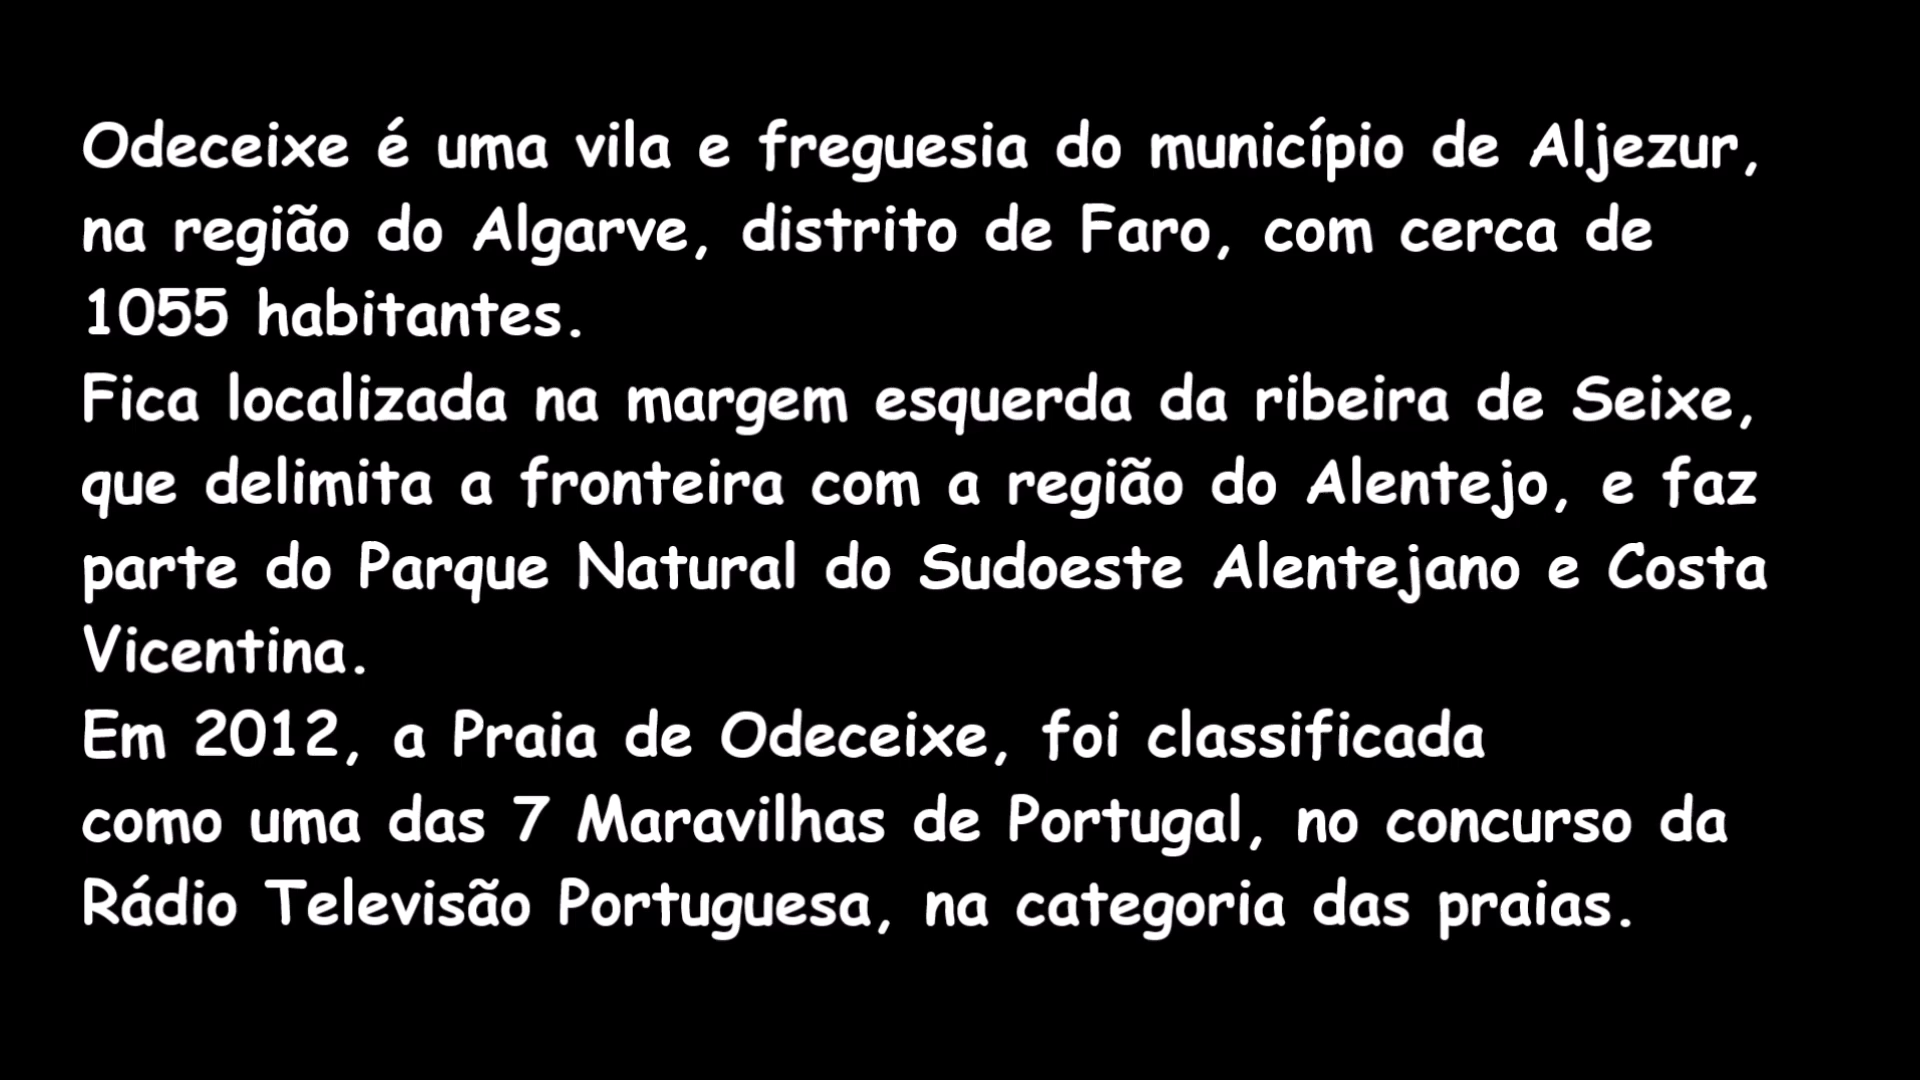 Odeceixe é uma vila e freguesia do município de Aljezur,
na região do Algarve, distrito de Faro, com cerca de
1055 habitantes.
Fica localizada na margem esquerda da ribeira de Seixe,
que delimita a fronteira com a região do Alentejo, e faz
parte do Parque Natural do Sudoeste Alentejano e Costa
Vicentina.
Em 2012, a Praia de Odeceixe, foi classificada
como uma das 7 Maravilhas de Portugal, no concurso da
Rádio Televisão Portuguesa, na categoria das praias.